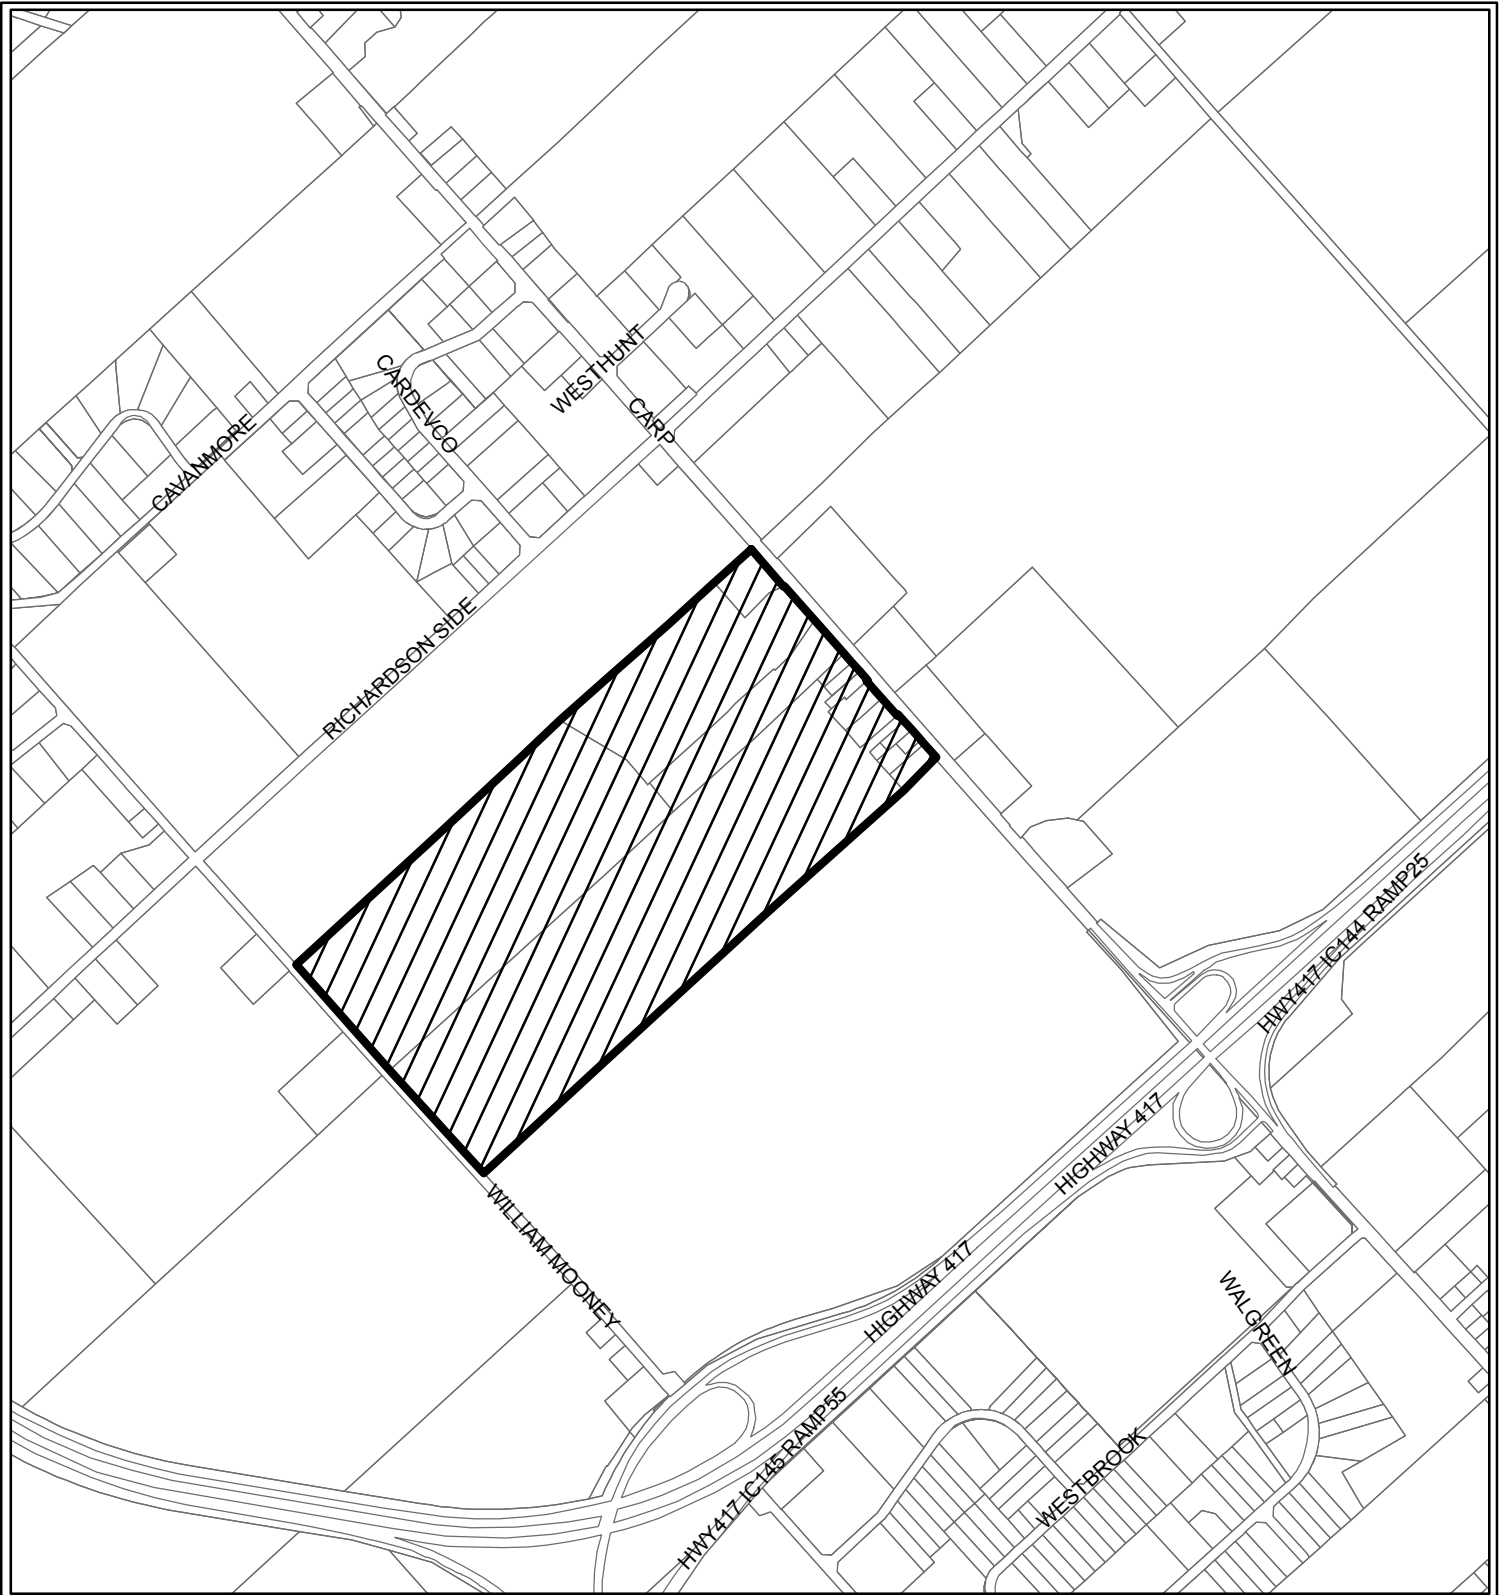 WESTHUNT
CARDEVCO
CARP
CAVANMORE
RICHARDSON SIDE
HWY417 IC144 RAMP25
HIGHWAY 417
WILLIAM MOONEY
HIGHWAY 417
WALGREEN
HWY417 IC145 RAMP55
WESTBROOK